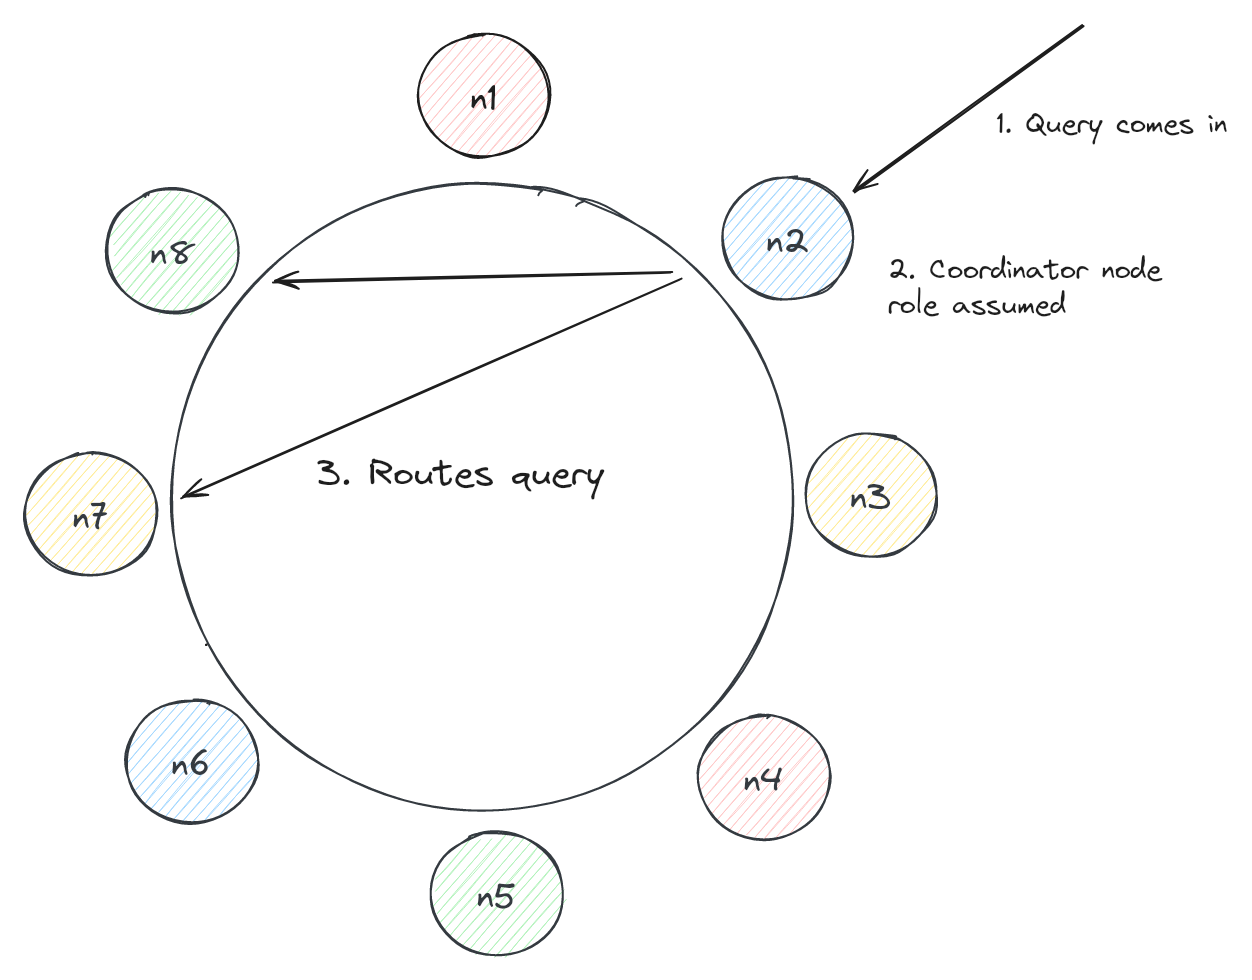 n1
1. Query comes in
n8
n2
2. Coordinator node
role assumed
3. Routes query
n7
n3
n6
n4
n5